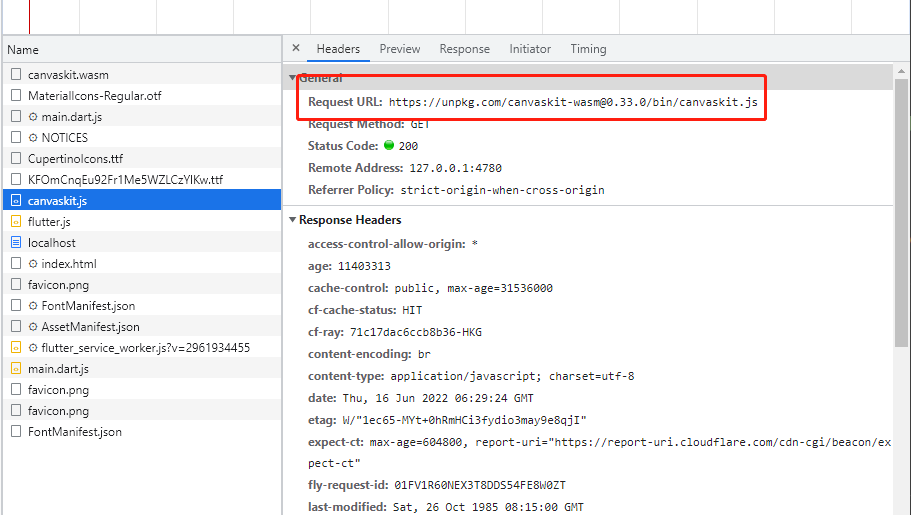 Name
canvaskit.wasm
MaterialIcons-Regular.otf
main.dart.js
NOTICES
CupertinoIcons.ttf
KFOmCnqEu92Fr1Me5WZLCzYlKw.ttf
canvaskit.js
flutter.js
localhost
index.html
favicon.png
FontManifest.json
AssetManifest.json
flutter_service_worker.js?v=2961934455
main.dart.js
favicon.png
favicon.png
FontManifest.json
× Headers Preview Response Initiator Timing
General
Request URL: https://unpkg.com/canvaskit-wasm@0.33.0/bin/canvaskit.js
Request Method: GET
Status Code: 200
Remote Address: 127.0.0.1:4780
Referrer Policy: strict-origin-when-cross-origin
Response Headers
access-control-allow-origin: *
age: 11403313
cache-control: public, max-age=31536000
cf-cache-status: HIT
cf-ray: 71c17dac6ccb8b36-HKG
content-encoding: br
content-type: application/javascript; charset=utf-8
date: Thu, 16 Jun 2022 06:29:24 GMT
etag: W/"1ec65-MYt+0hRmHCi3fydio3may9e8qjI"
expect-ct: max-age=604800, report-uri="https://report-uri.cloudflare.com/cdn-cgi/beacon/ex
pect-ct"
fly-request-id: 01FV1R60NEX3T8DDS54FE8W0ZT
last-modified: Sat, 26 Oct 1985 08:15:00 GMT